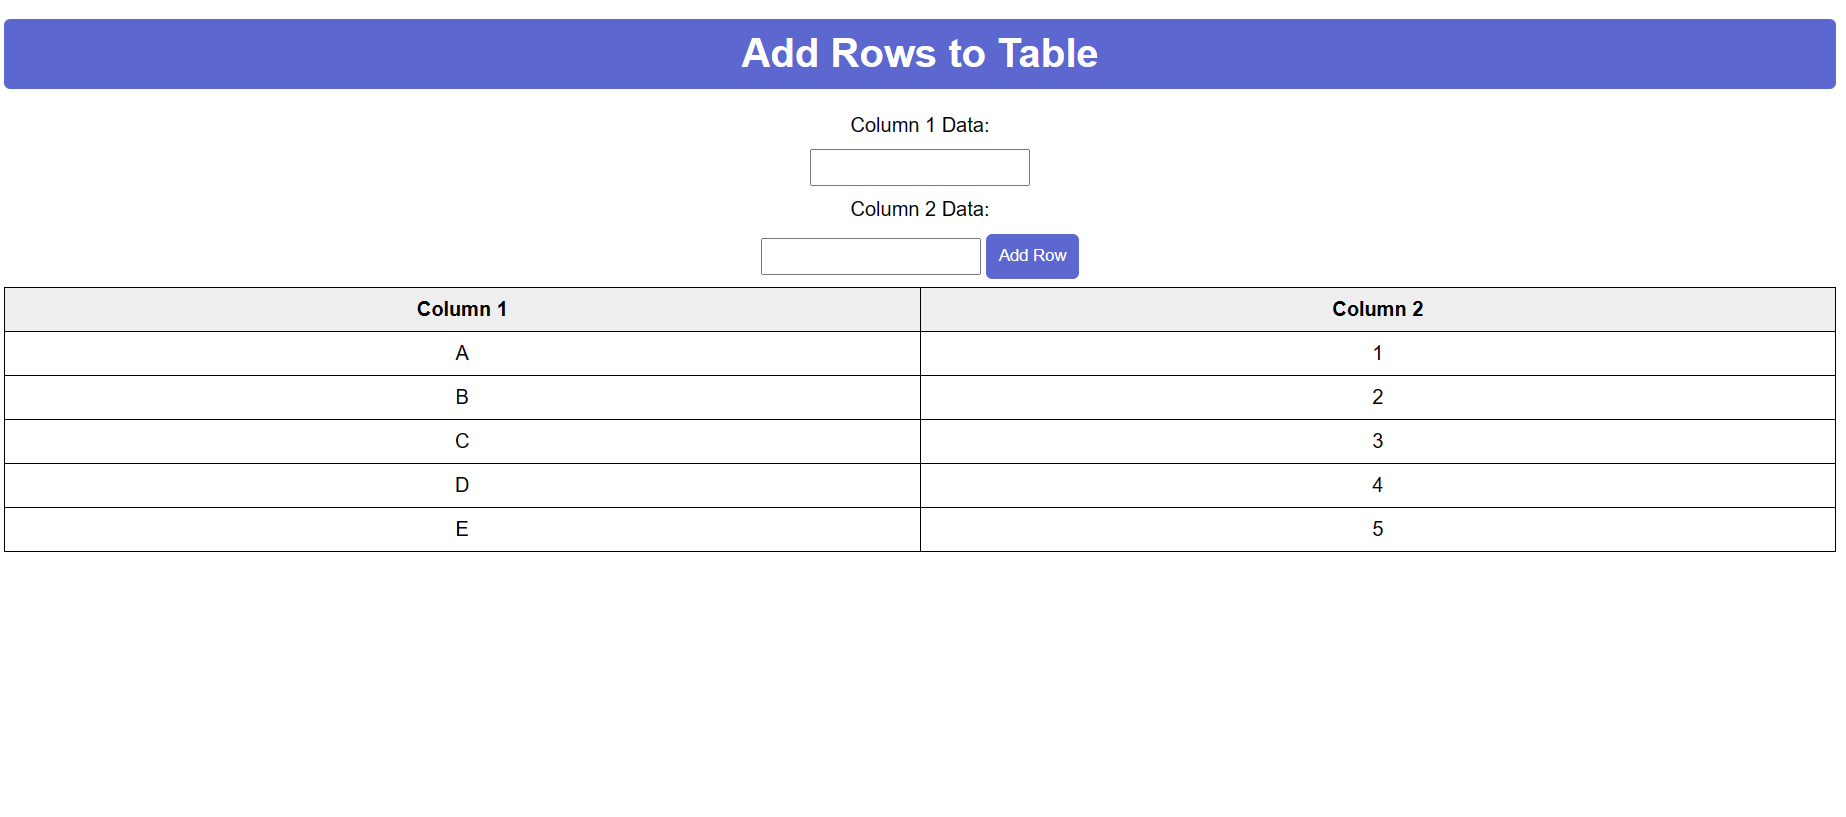 Add Rows to Table
Column 1 Data:
Column 2 Data:
Add Row
Column 1 Column 2
A 1
B 2
C 3
D 4
E 5